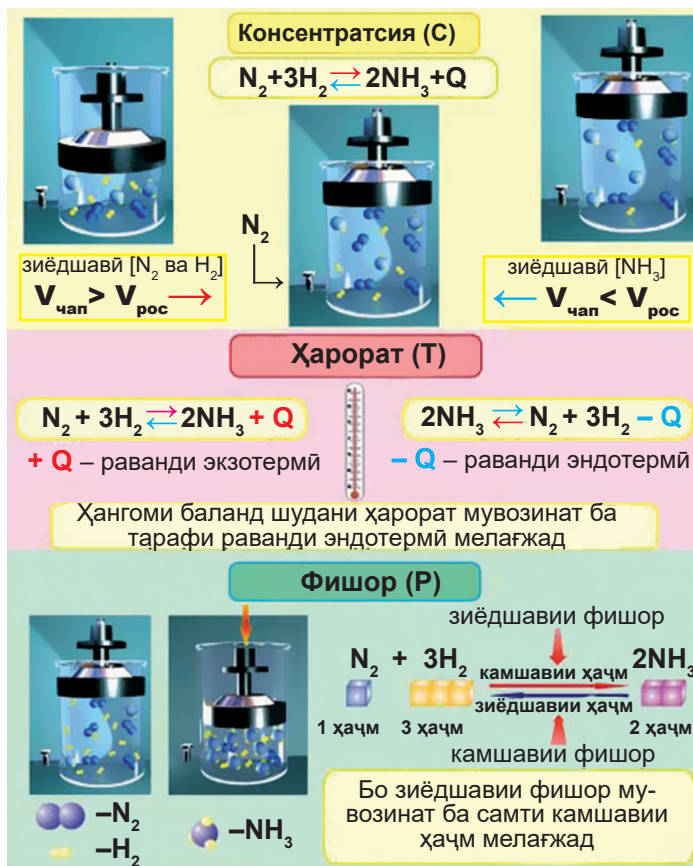 Консентратсия (C)
N₂+3H₂ ⇄ 2NH₃+Q
N₂
зиёдшавӣ [N₂ ва H₂]
Vчап > Vрос →
зиёдшавӣ [NH₃]
← Vчап < Vрос
Ҳарорат (T)
N₂ + 3H₂ ⇄ 2NH₃ + Q
+ Q – раванди экзотермӣ
2NH₃ ⇄ N₂ + 3H₂ – Q
– Q – раванди эндотермӣ
Ҳангоми баланд шудани ҳарорат мувозинат ба
тарафи раванди эндотермӣ мелағжад
Фишор (P)
зиёдшавии фишор
N₂ + 3H₂ 2NH₃
камшавии ҳаҷм
зиёдшавии ҳаҷм
1 ҳаҷм 3 ҳаҷм 2 ҳаҷм
камшавии фишор
–N₂
–H₂
–NH₃
Бо зиёдшавии фишор му-
возинат ба самти камшавии
ҳаҷм мелағжад